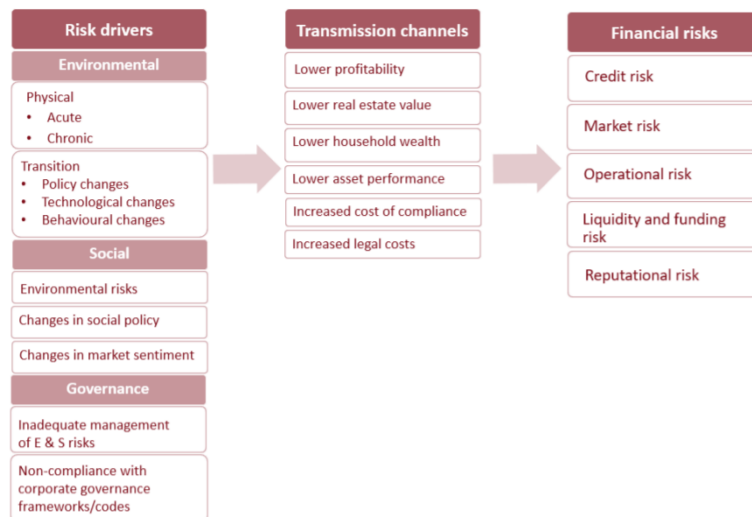 Risk drivers
Environmental
Physical
• Acute
• Chronic
Transition
• Policy changes
• Technological changes
• Behavioural changes
Social
Environmental risks
Changes in social policy
Changes in market sentiment
Governance
Inadequate management
of E & S risks
Non-compliance with
corporate governance
frameworks/codes
Transmission channels
Lower profitability
Lower real estate value
Lower household wealth
Lower asset performance
Increased cost of compliance
Increased legal costs
Financial risks
Credit risk
Market risk
Operational risk
Liquidity and funding
risk
Reputational risk